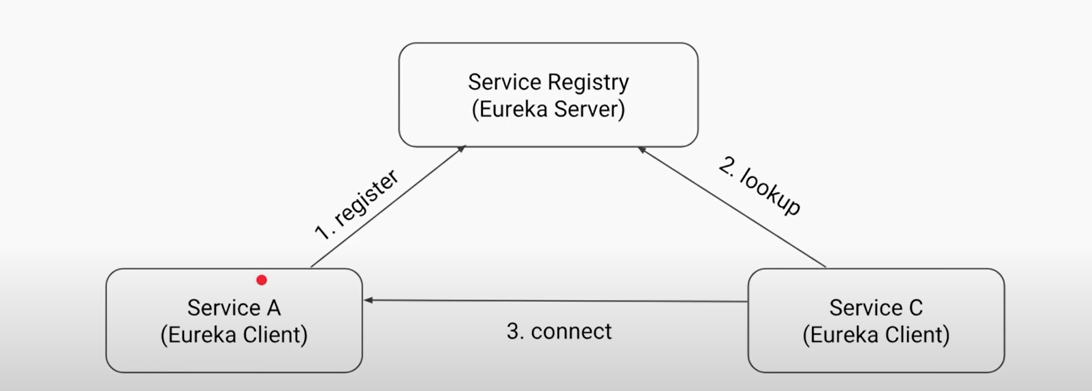 Service Registry
(Eureka Server)
1. register
2. lookup
Service A
(Eureka Client)
3. connect
Service C
(Eureka Client)